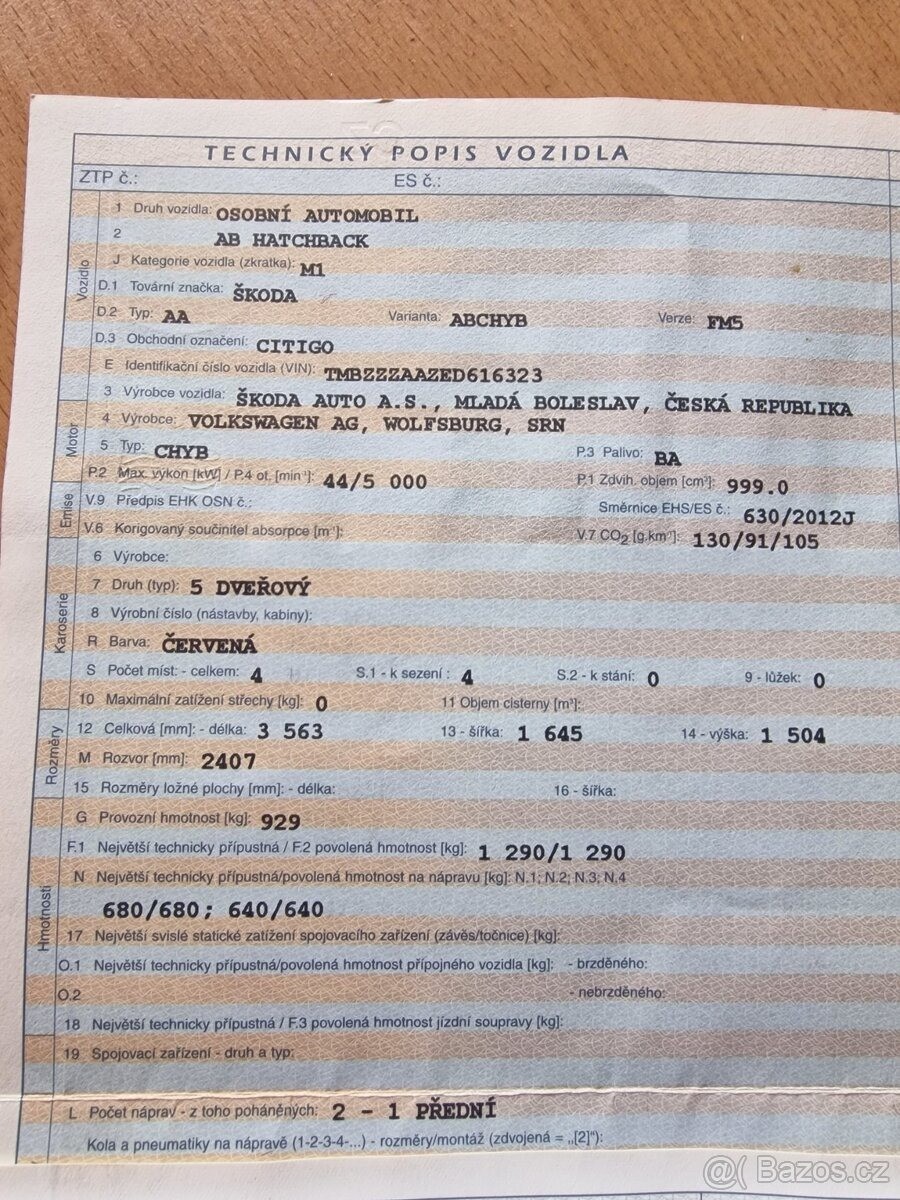 TECHNICKÝ POPIS VOZIDLA
ZTP č.: ES č.:
Vozidlo
1 Druh vozidla: OSOBNÍ AUTOMOBIL
2 AB HATCHBACK
J Kategorie vozidla (zkratka): M1
D.1 Tovární značka: ŠKODA
D.2 Typ: AA Varianta: ABCHYB Verze: FM5
D.3 Obchodní označení: CITIGO
E Identifikační číslo vozidla (VIN): TMBZZZAAZED616323
3 Výrobce vozidla: ŠKODA AUTO A.S., MLADÁ BOLESLAV, ČESKÁ REPUBLIKA
Motor
4 Výrobce: VOLKSWAGEN AG, WOLFSBURG, SRN
5 Typ: CHYB P.3 Palivo: BA
P.2 Max. výkon [kW] / P.4 ot. [min⁻¹]: 44/5 000 P.1 Zdvih. objem [cm³]: 999.0
Emise
V.9 Předpis EHK OSN č.: Směrnice EHS/ES č.: 630/2012J
V.6 Korigovaný součinitel absorpce [m⁻¹]: V.7 CO₂ [g.km⁻¹]: 130/91/105
Karoserie
6 Výrobce:
7 Druh (typ): 5 DVEŘOVÝ
8 Výrobní číslo (nástavby, kabiny):
R Barva: ČERVENÁ
S Počet míst: - celkem: 4 S.1 - k sezení : 4 S.2 - k stání: 0 9 - lůžek: 0
10 Maximální zatížení střechy [kg]: 0 11 Objem cisterny [m³]:
Rozměry
12 Celková [mm]: - délka: 3 563 13 - šířka: 1 645 14 - výška: 1 504
M Rozvor [mm]: 2407
15 Rozměry ložné plochy [mm]: - délka: 16 - šířka:
Hmotnosti
G Provozní hmotnost [kg]: 929
F.1 Největší technicky přípustná / F.2 povolená hmotnost [kg]: 1 290/1 290
N Největší technicky přípustná/povolená hmotnost na nápravu [kg]: N.1; N.2; N.3; N.4
680/680; 640/640
17 Největší svislé statické zatížení spojovacího zařízení (závěs/točnice) [kg]:
O.1 Největší technicky přípustná/povolená hmotnost přípojného vozidla [kg]: - brzděného:
O.2 - nebrzděného:
18 Největší technicky přípustná / F.3 povolená hmotnost jízdní soupravy [kg]:
19 Spojovací zařízení - druh a typ:
L Počet náprav - z toho poháněných: 2 - 1 PŘEDNÍ
Kola a pneumatiky na nápravě (1-2-3-4-...) - rozměry/montáž (zdvojená = „[2]"):
@( Bazos.cz